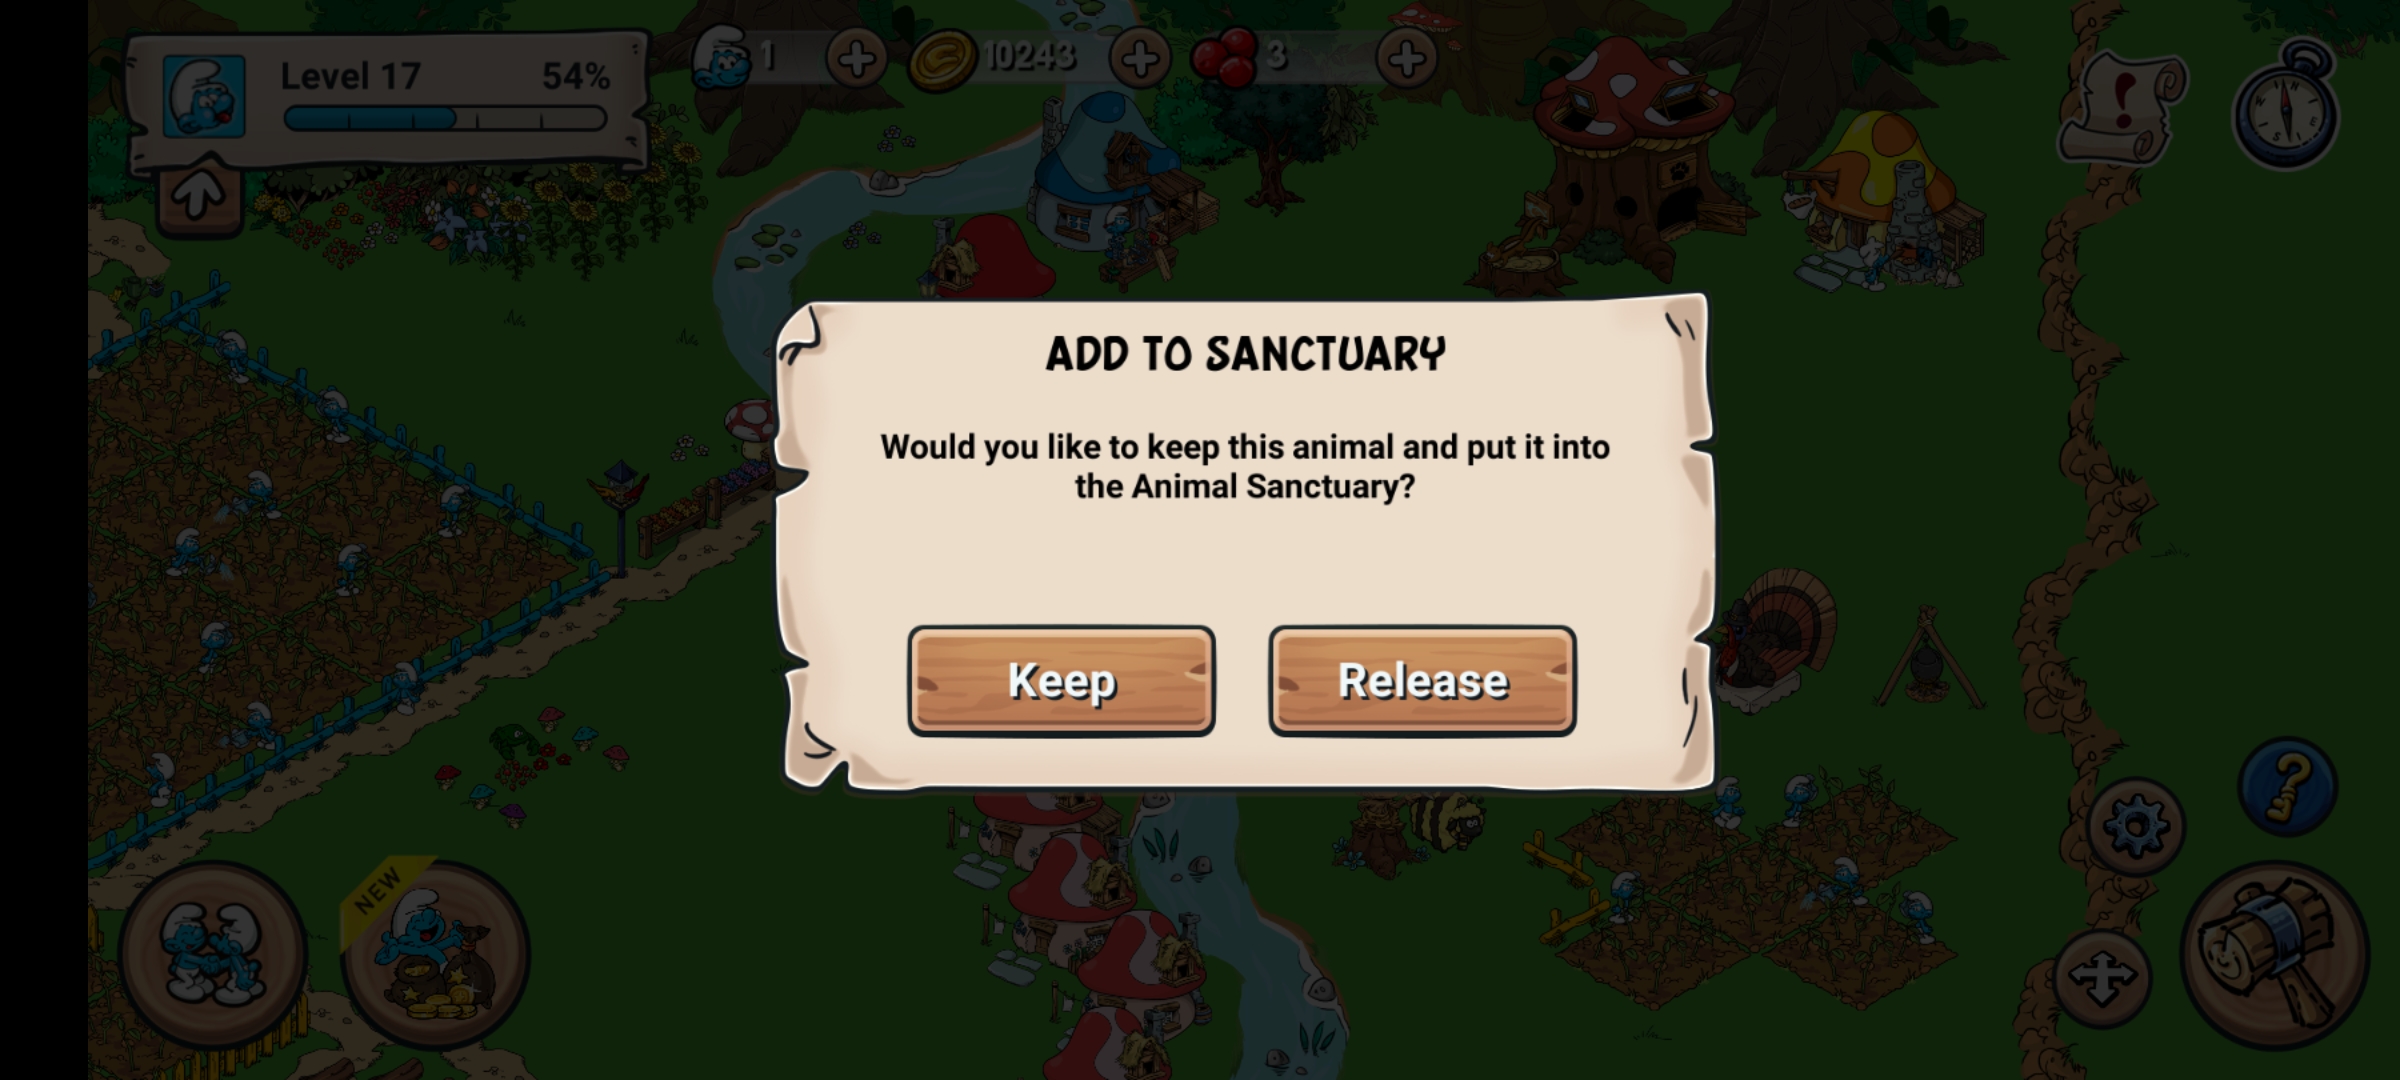 Level 17 54%
1
10243
3
ADD TO SANCTUARY
Would you like to keep this animal and put it into
the Animal Sanctuary?
Keep
Release
NEW